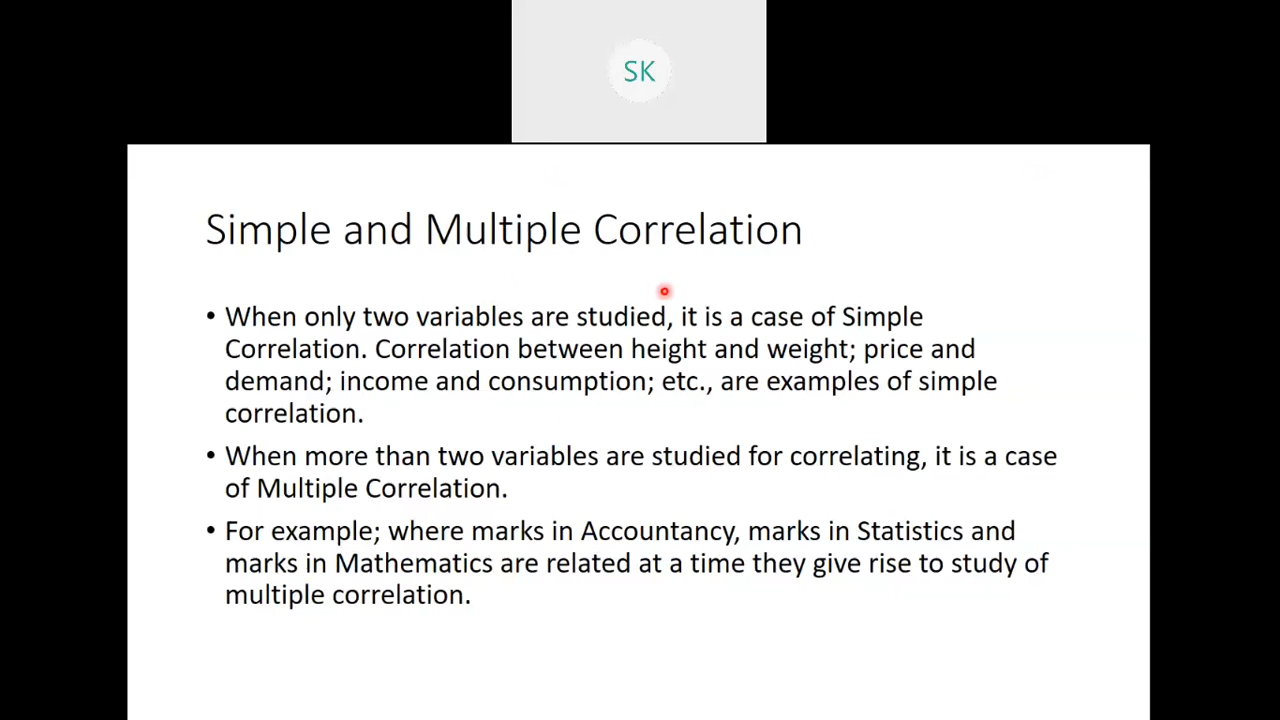 SK
Simple and Multiple Correlation
• When only two variables are studied, it is a case of Simple
Correlation. Correlation between height and weight; price and
demand; income and consumption; etc., are examples of simple
correlation.
• When more than two variables are studied for correlating, it is a case
of Multiple Correlation.
• For example; where marks in Accountancy, marks in Statistics and
marks in Mathematics are related at a time they give rise to study of
multiple correlation.